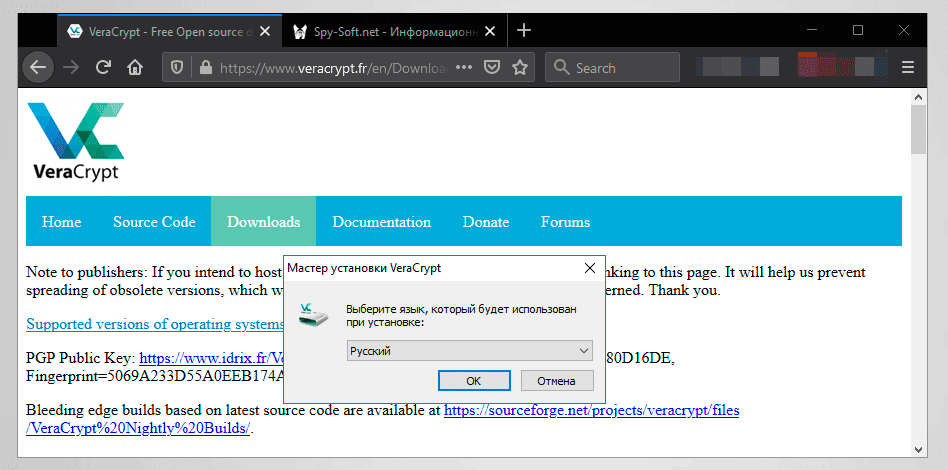 VeraCrypt - Free Open source d
Spy-Soft.net - Информационн
https://www.veracrypt.fr/en/Downloa
Search
VC
VeraCrypt
Home Source Code Downloads Documentation Donate Forums
Note to publishers: If you intend to host
nking to this page. It will help us prevent
spreading of obsolete versions, which w
erned. Thank you.
Supported versions of operating systems
PGP Public Key: https://www.idrix.fr/Ve
80D16DE,
Fingerprint=5069A233D55A0EEB174A
Bleeding edge builds based on latest source code are available at https://sourceforge.net/projects/veracrypt/files
/VeraCrypt%20Nightly%20Builds/.
Мастер установки VeraCrypt
VC
Выберите язык, который будет использован
при установке:
Русский
OK Отмена